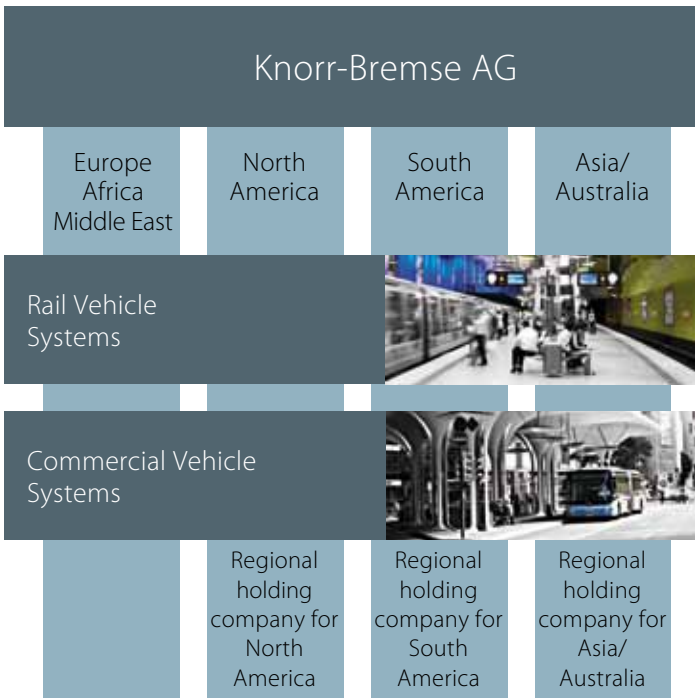 Knorr-Bremse AG
Europe
Africa
Middle East
North
America
South
America
Asia/
Australia
Rail Vehicle
Systems
Commercial Vehicle
Systems
Regional
holding
company for
North
America
Regional
holding
company for
South
America
Regional
holding
company for
Asia/
Australia